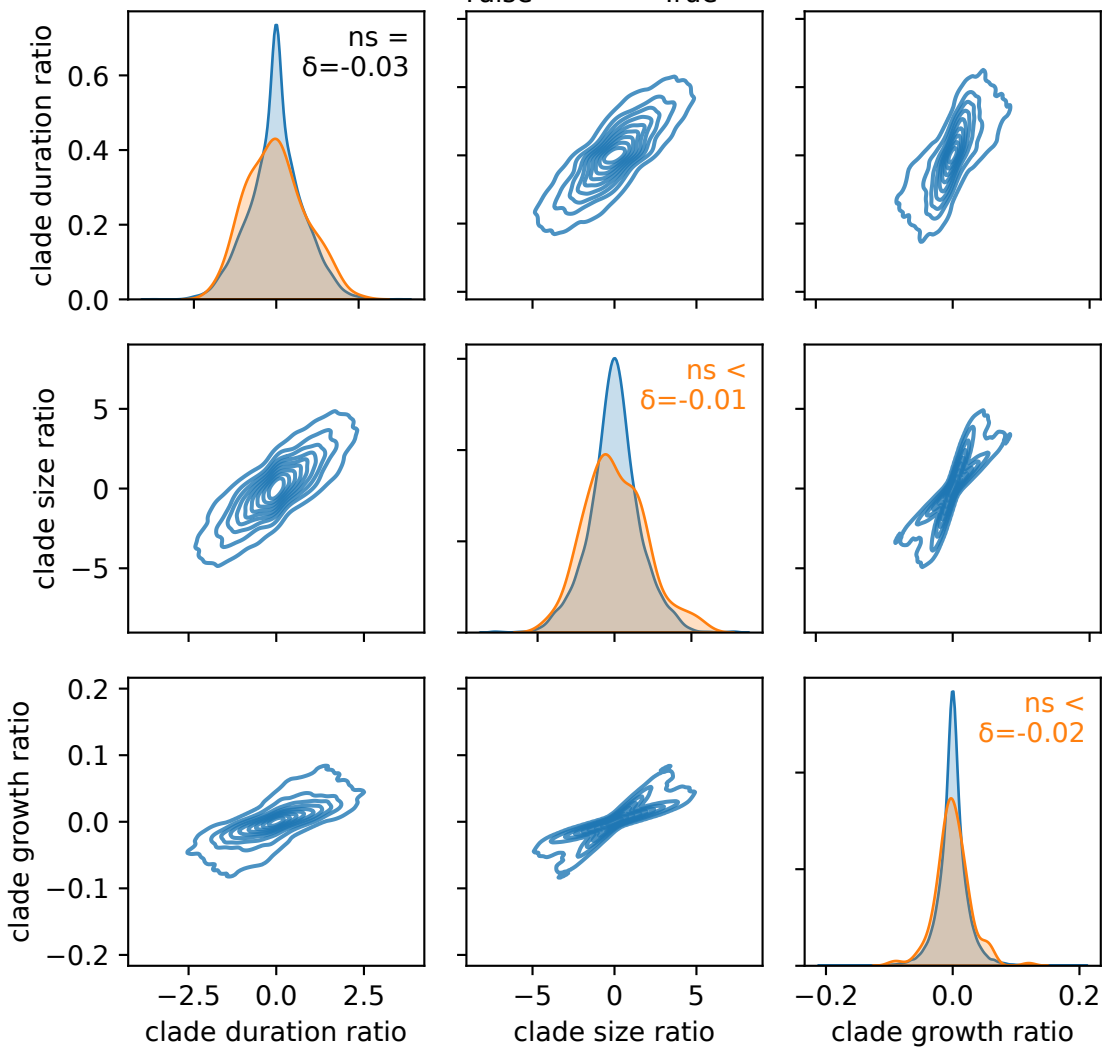 clade duration ratio
0.6
0.4
0.2
0.0
ns =
δ=-0.03
clade size ratio
5
0
−5
ns <
δ=-0.01
clade growth ratio
0.2
0.1
0.0
−0.1
−0.2
ns <
δ=-0.02
−2.5 0.0 2.5
−5 0 5
−0.2 0.0 0.2
clade duration ratio
clade size ratio
clade growth ratio